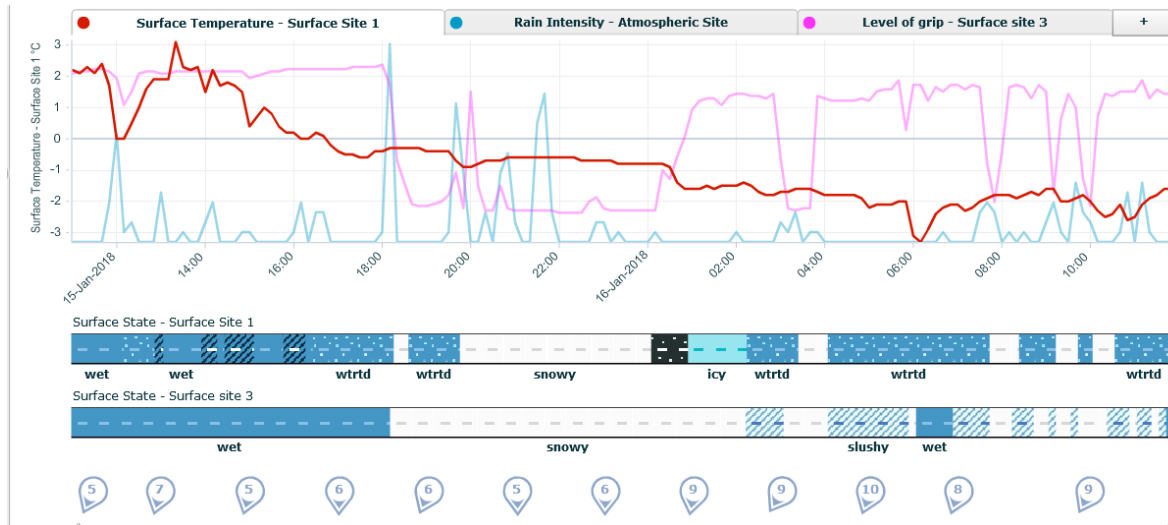 Surface Temperature - Surface Site 1
Rain Intensity - Atmospheric Site
Level of grip - Surface site 3
+
Surface Temperature - Surface Site 1 °C
3
2
1
0
-1
-2
-3
15-Jan-2018 14:00 16:00 18:00 20:00 22:00 16-Jan-2018 02:00 04:00 06:00 08:00 10:00
Surface State - Surface Site 1
wet wet wtrtd wtrtd snowy icy wtrtd wtrtd wtrtd
Surface State - Surface site 3
wet snowy slushy wet
5 7 5 6 6 5 6 9 9 10 8 9